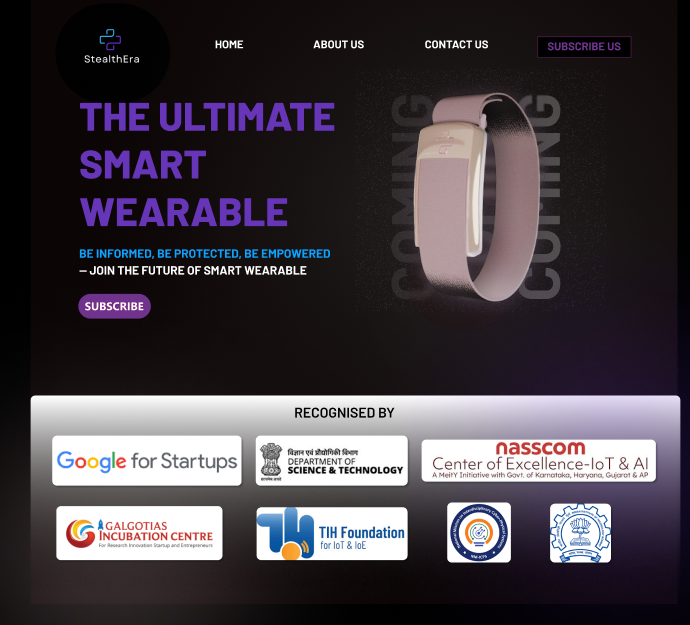 StealthEra
HOME
ABOUT US
CONTACT US
SUBSCRIBE US
THE ULTIMATE
SMART
WEARABLE
BE INFORMED, BE PROTECTED, BE EMPOWERED
– JOIN THE FUTURE OF SMART WEARABLE
SUBSCRIBE
COMING
COMING
RECOGNISED BY
Google for Startups
विज्ञान एवं प्रौद्योगिकी विभाग
DEPARTMENT OF
SCIENCE & TECHNOLOGY
सत्यमेव जयते
nasscom
Center of Excellence-IoT & AI
A MeitY Initiative with Govt. of Karnataka, Haryana, Gujarat & AP
GALGOTIAS
INCUBATION CENTRE
For Research Innovation Startup and Entrepreneurs
TIH Foundation
for IoT & IoE
NM-ICPS